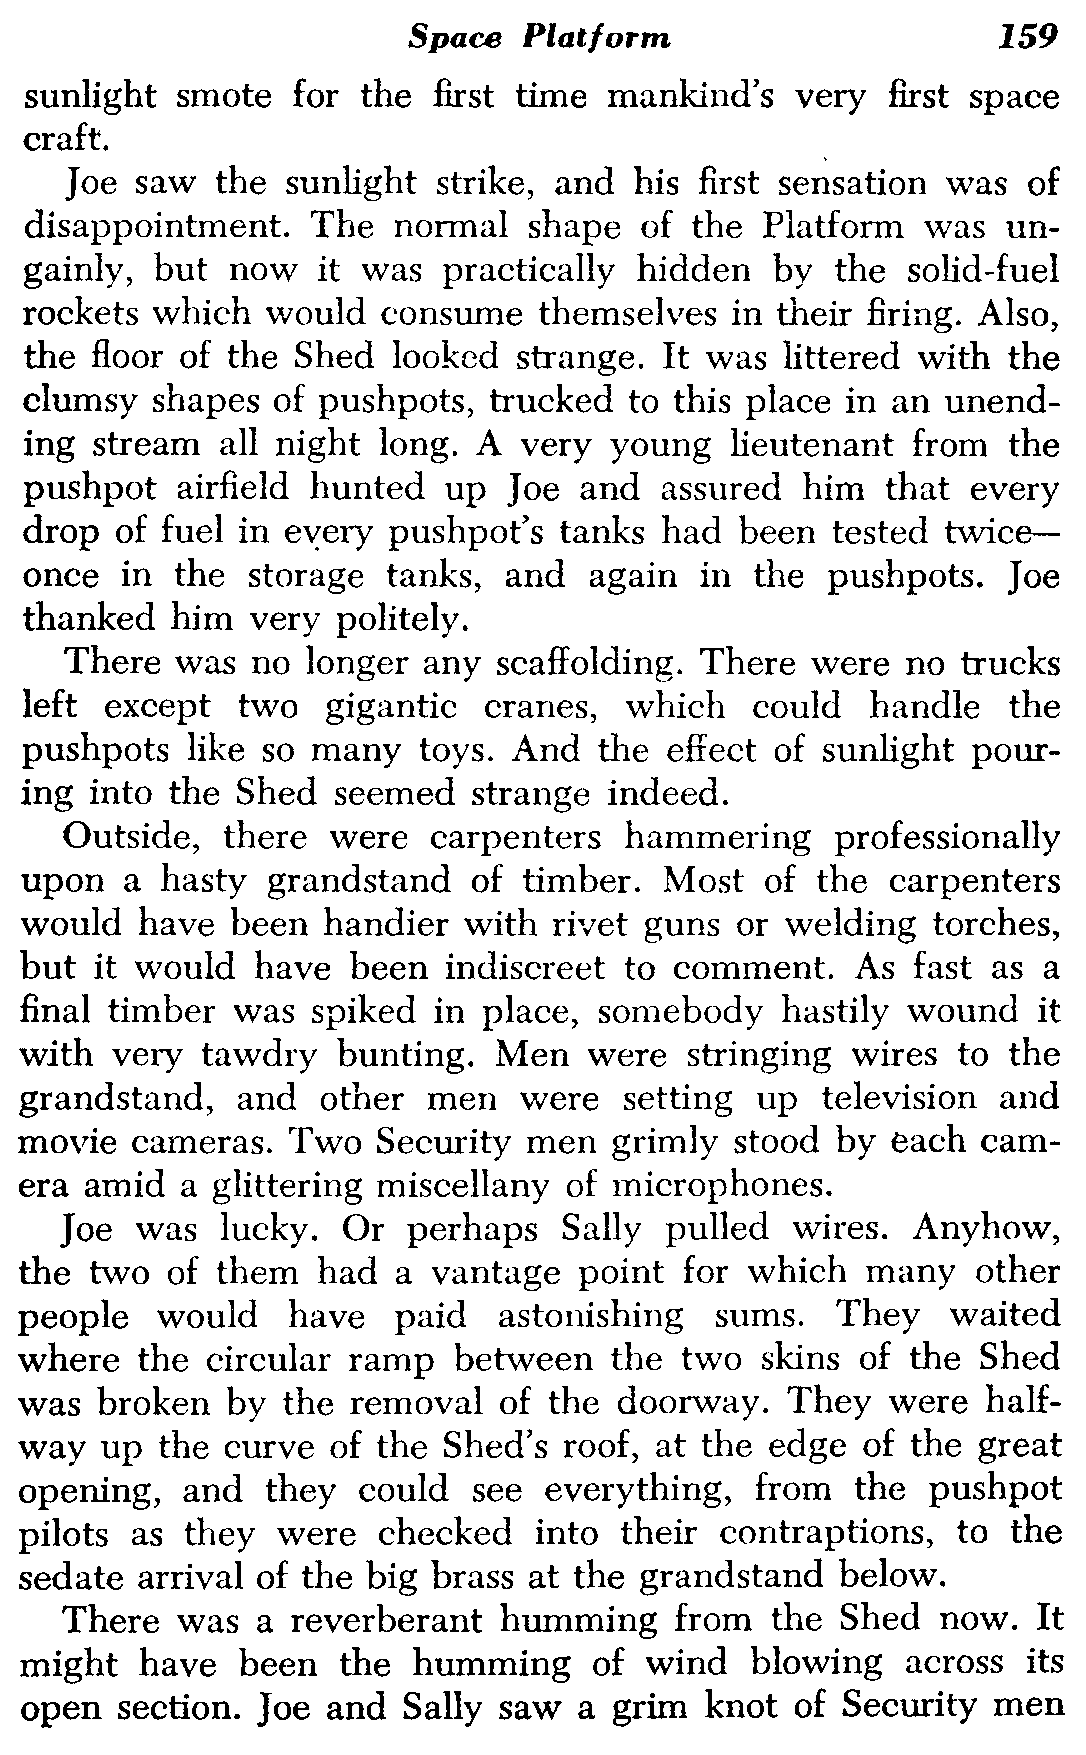 Space Platform 159
sunlight smote for the first time mankind's very first space
craft.
Joe saw the sunlight strike, and his first sensation was of
disappointment. The normal shape of the Platform was un-
gainly, but now it was practically hidden by the solid-fuel
rockets which would consume themselves in their firing. Also,
the floor of the Shed looked strange. It was littered with the
clumsy shapes of pushpots, trucked to this place in an unend-
ing stream all night long. A very young lieutenant from the
pushpot airfield hunted up Joe and assured him that every
drop of fuel in every pushpot's tanks had been tested twice—
once in the storage tanks, and again in the pushpots. Joe
thanked him very politely.
There was no longer any scaffolding. There were no trucks
left except two gigantic cranes, which could handle the
pushpots like so many toys. And the effect of sunlight pour-
ing into the Shed seemed strange indeed.
Outside, there were carpenters hammering professionally
upon a hasty grandstand of timber. Most of the carpenters
would have been handier with rivet guns or welding torches,
but it would have been indiscreet to comment. As fast as a
final timber was spiked in place, somebody hastily wound it
with very tawdry bunting. Men were stringing wires to the
grandstand, and other men were setting up television and
movie cameras. Two Security men grimly stood by each cam-
era amid a glittering miscellany of microphones.
Joe was lucky. Or perhaps Sally pulled wires. Anyhow,
the two of them had a vantage point for which many other
people would have paid astonishing sums. They waited
where the circular ramp between the two skins of the Shed
was broken by the removal of the doorway. They were half-
way up the curve of the Shed's roof, at the edge of the great
opening, and they could see everything, from the pushpot
pilots as they were checked into their contraptions, to the
sedate arrival of the big brass at the grandstand below.
There was a reverberant humming from the Shed now. It
might have been the humming of wind blowing across its
open section. Joe and Sally saw a grim knot of Security men